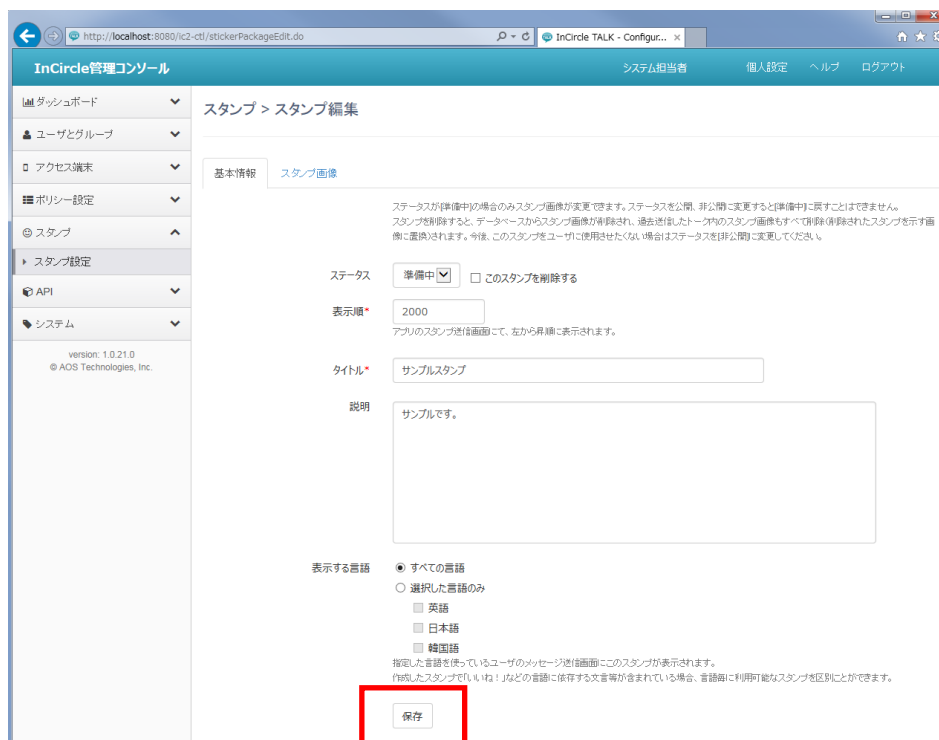 http://localhost:8080/ic2-ctl/stickerPackageEdit.do
InCircle TALK - Configur... ×
InCircle管理コンソール
システム担当者 個人設定 ヘルプ ログアウト
ダッシュボード
ユーザとグループ
アクセス端末
ポリシー設定
スタンプ
スタンプ設定
API
システム
version: 1.0.21.0
© AOS Technologies, Inc.
スタンプ > スタンプ編集
基本情報 スタンプ画像
ステータスが[準備中]の場合のみスタンプ画像が変更できます。ステータスを公開、非公開に変更すると[準備中]に戻すことはできません。
スタンプを削除すると、データベースからスタンプ画像が削除され、過去送信したトーク内のスタンプ画像もすべて削除(削除されたスタンプを示す画
像に置換)されます。今後、このスタンプをユーザに使用させたくない場合はステータスを[非公開]に変更してください。
ステータス 準備中 このスタンプを削除する
表示順* 2000
アプリのスタンプ送信画面にて、左から昇順に表示されます。
タイトル* サンプルスタンプ
説明 サンプルです。
表示する言語 すべての言語
選択した言語のみ
英語
日本語
韓国語
指定した言語を使っているユーザのメッセージ送信画面にこのスタンプが表示されます。
作成したスタンプで「いいね！」などの言語に依存する文言等が含まれている場合、言語毎に利用可能なスタンプを区別ことができます。
保存